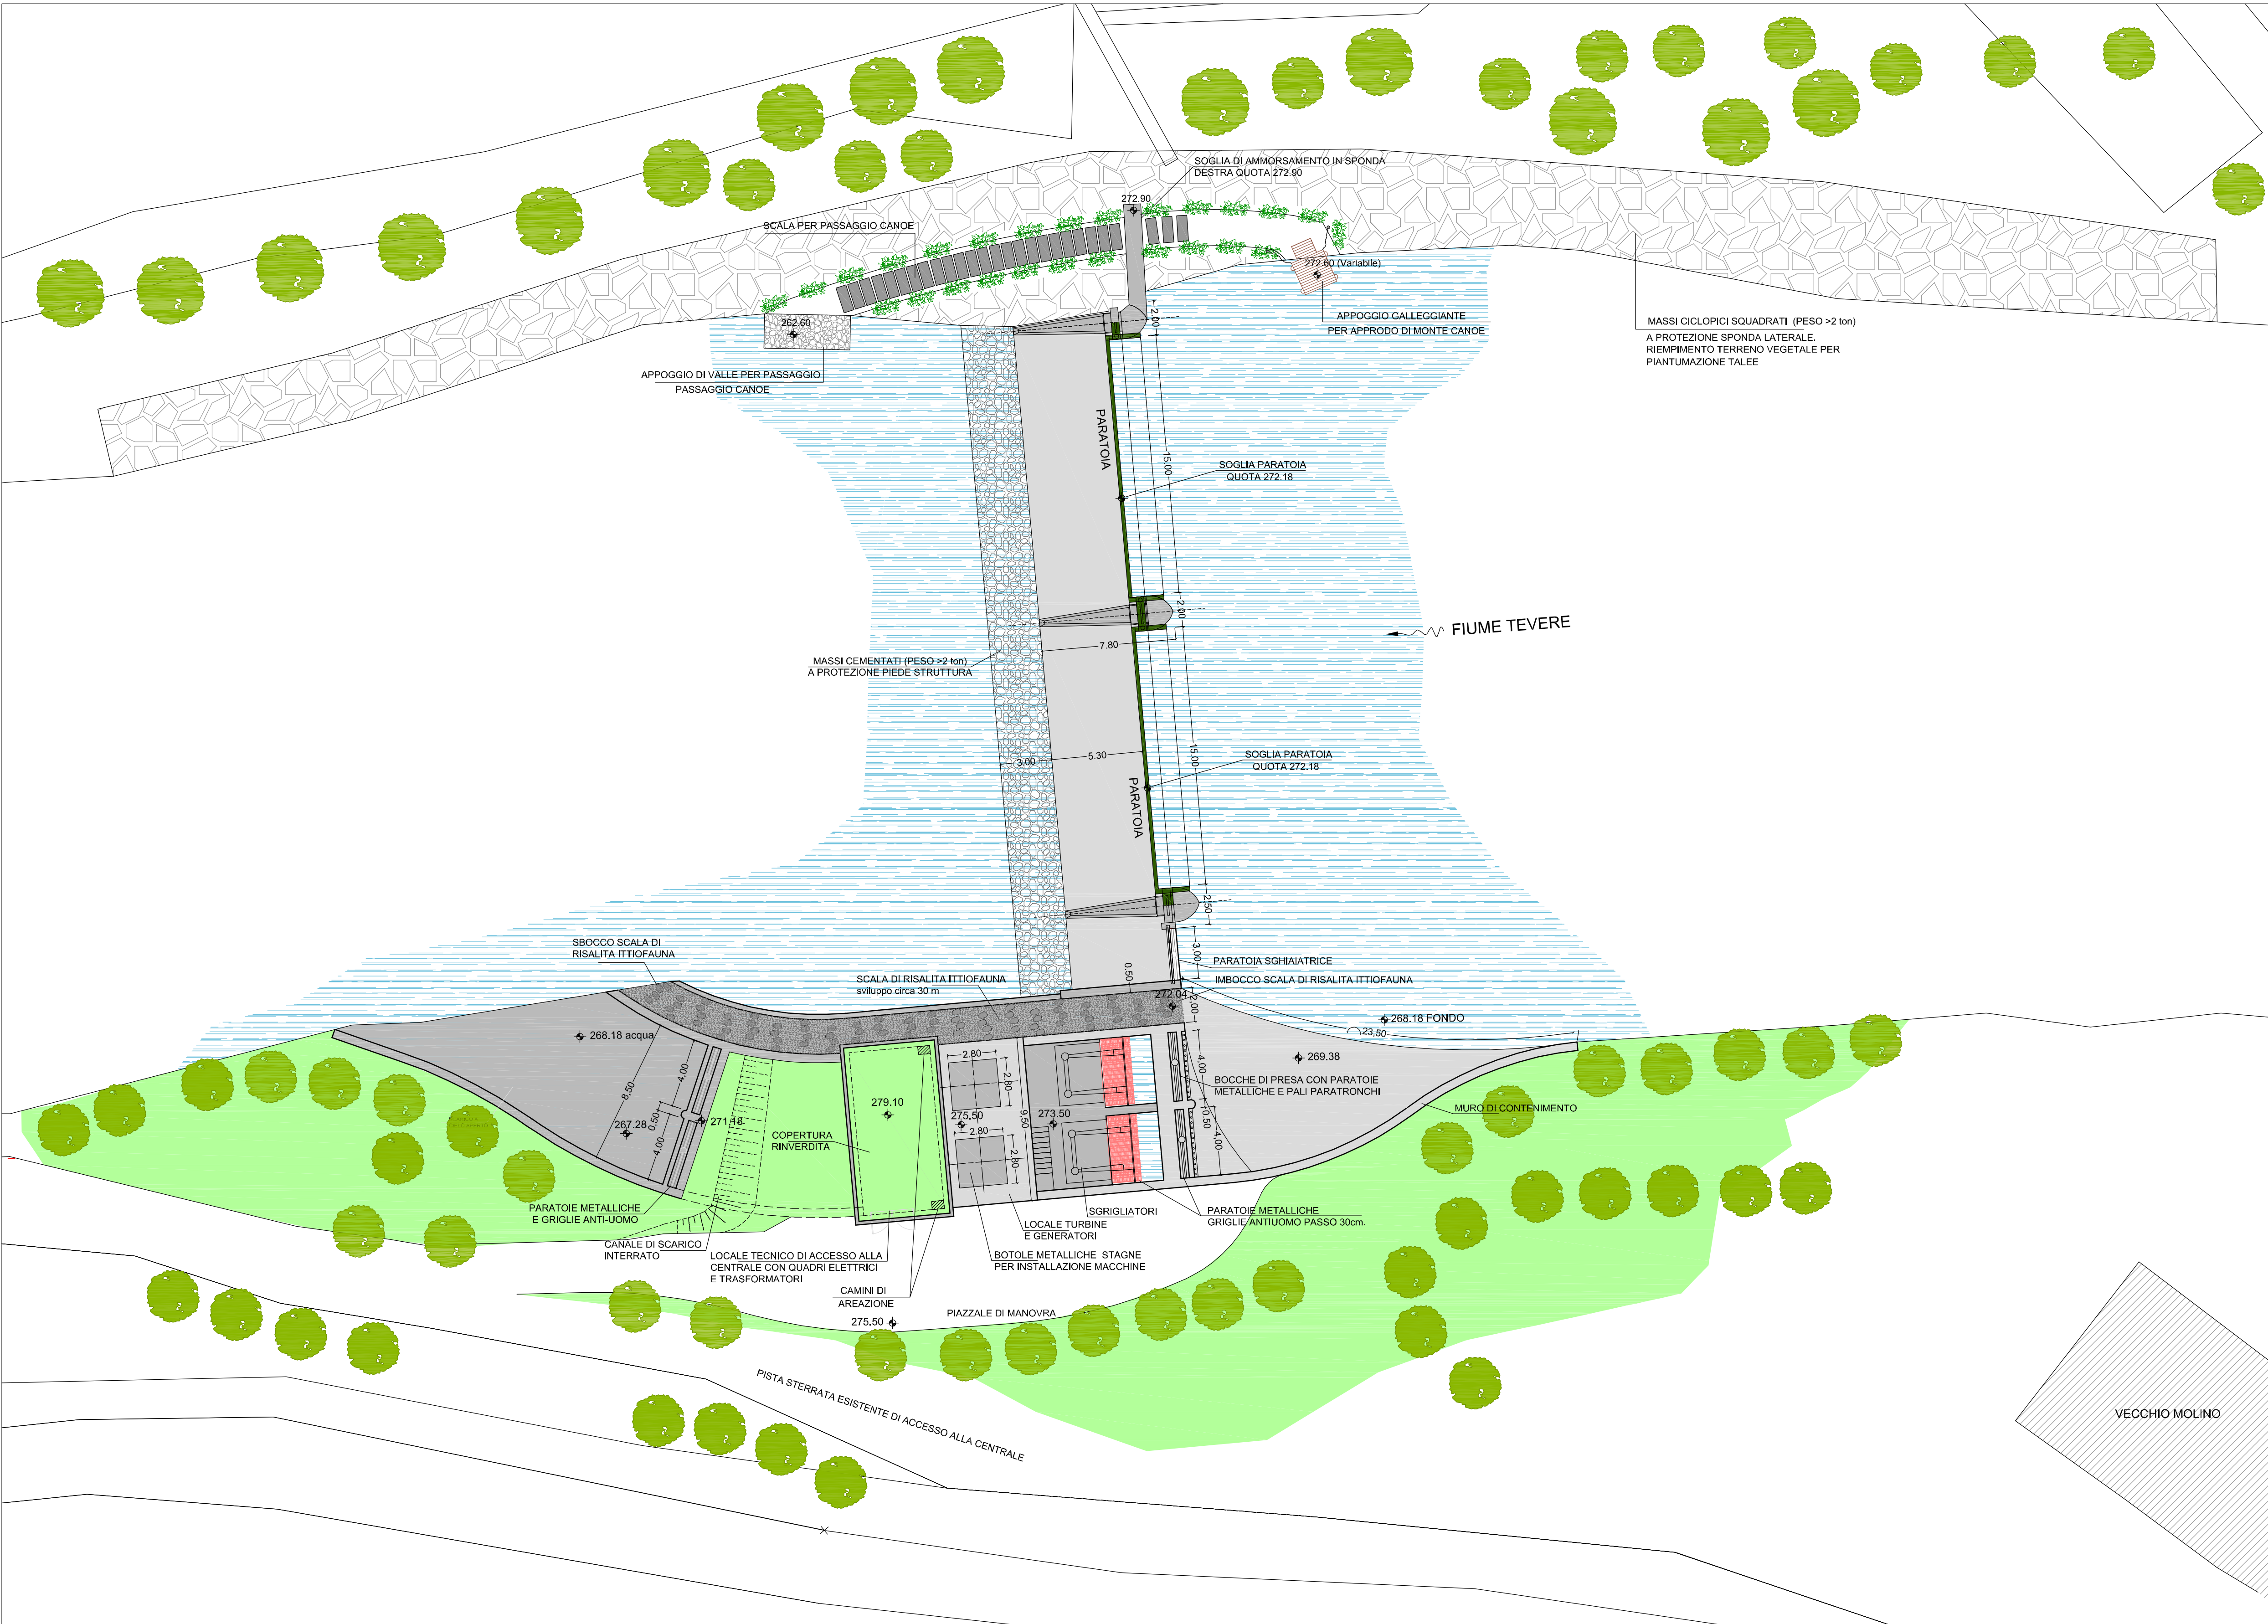 SOGLIA DI AMMORSAMENTO IN SPONDA
DESTRA QUOTA 272.90
272.90
SCALA PER PASSAGGIO CANOE
272.60 (Variabile)
262.60
2,00
APPOGGIO GALLEGGIANTE
PER APPRODO DI MONTE CANOE
MASSI CICLOPICI SQUADRATI (PESO >2 ton)
A PROTEZIONE SPONDA LATERALE.
RIEMPIMENTO TERRENO VEGETALE PER
PIANTUMAZIONE TALEE
APPOGGIO DI VALLE PER PASSAGGIO
PASSAGGIO CANOE
PARATOIA
15,00
SOGLIA PARATOIA
QUOTA 272.18
2,00
FIUME TEVERE
7.80
MASSI CEMENTATI (PESO >2 ton)
A PROTEZIONE PIEDE STRUTTURA
15,00
SOGLIA PARATOIA
QUOTA 272.18
3,00
5.30
PARATOIA
2,50
3,00
SBOCCO SCALA DI
RISALITA ITTIOFAUNA
SCALA DI RISALITA ITTIOFAUNA
sviluppo circa 30 m
0.50
PARATOIA SGHIAIATRICE
IMBOCCO SCALA DI RISALITA ITTIOFAUNA
272.04
2,00
268.18 FONDO
23,50
268.18 acqua
269.38
8,50
4,00
0,50
4,00
267.28
271.18
279.10
COPERTURA
RINVERDITA
2.80
2.80
275.50
2.80
2.80
9,50
273.50
4,00
0,50
4,00
BOCCHE DI PRESA CON PARATOIE
METALLICHE E PALI PARATRONCHI
MURO DI CONTENIMENTO
PARATOIE METALLICHE
E GRIGLIE ANTI-UOMO
CANALE DI SCARICO
INTERRATO
LOCALE TECNICO DI ACCESSO ALLA
CENTRALE CON QUADRI ELETTRICI
E TRASFORMATORI
CAMINI DI
AREAZIONE
SGRIGLIATORI
LOCALE TURBINE
E GENERATORI
BOTOLE METALLICHE STAGNE
PER INSTALLAZIONE MACCHINE
PARATOIE METALLICHE
GRIGLIE ANTIUOMO PASSO 30cm.
PIAZZALE DI MANOVRA
275.50
PISTA STERRATA ESISTENTE DI ACCESSO ALLA CENTRALE
VECCHIO MOLINO